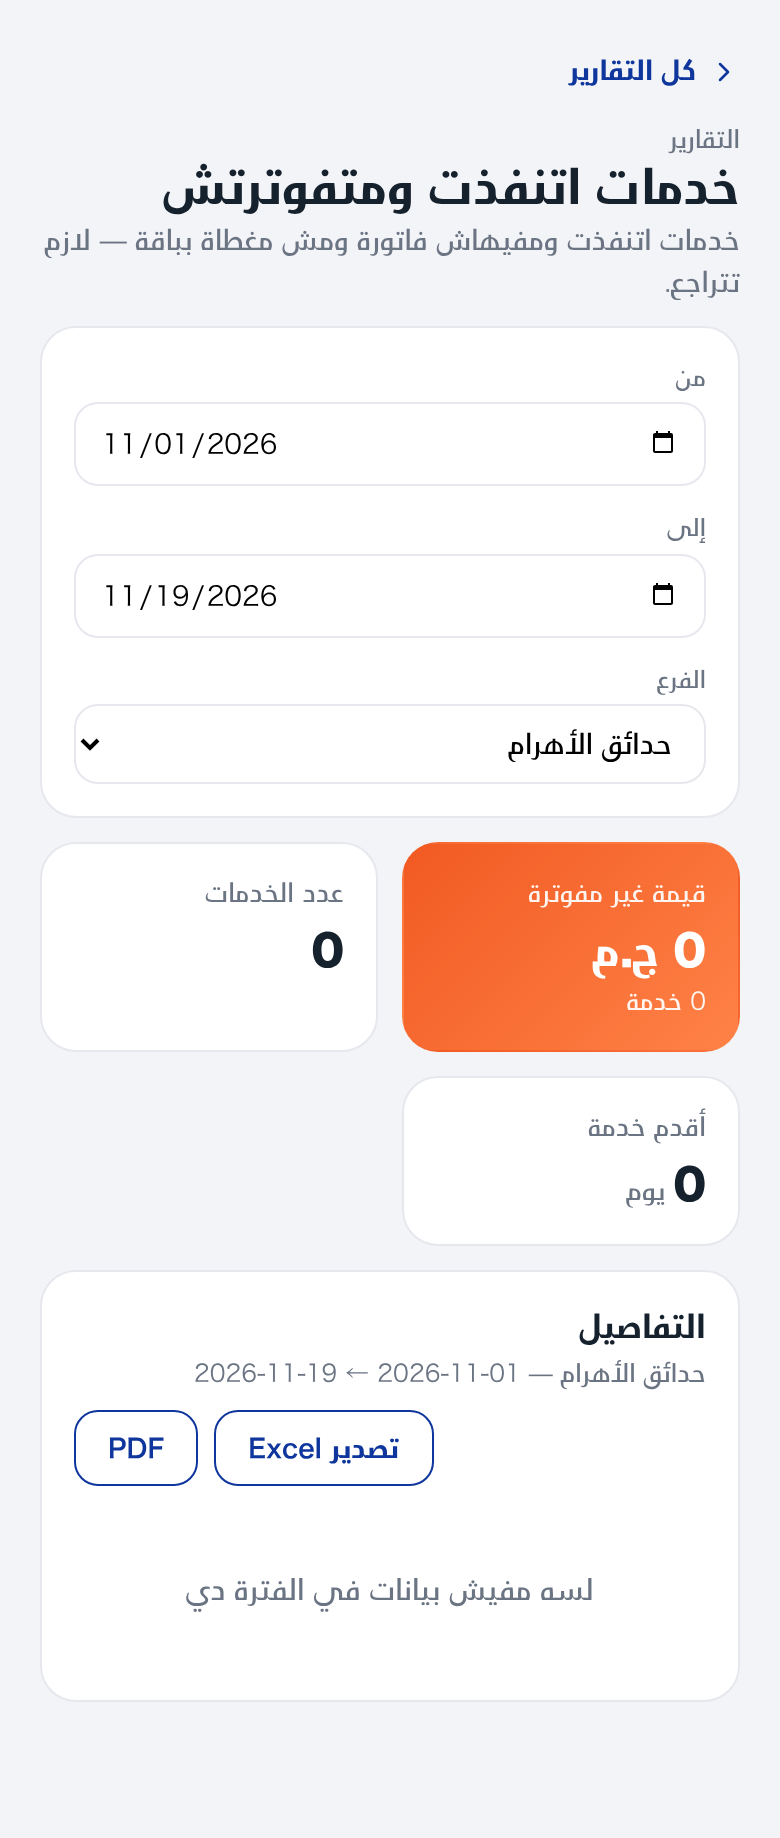 كل التقارير
التقارير
خدمات اتنفذت ومتفوترتش
خدمات اتنفذت ومفيهاش فاتورة ومش مغطاة بباقة — لازم
تتراجع.
من
11/01/2026
إلى
11/19/2026
الفرع
حدائق الأهرام
قيمة غير مفوترة
0 ج.م
0 خدمة
عدد الخدمات
0
أقدم خدمة
0 يوم
التفاصيل
حدائق الأهرام — 2026-11-01 ← 2026-11-19
تصدير Excel
PDF
لسه مفيش بيانات في الفترة دي